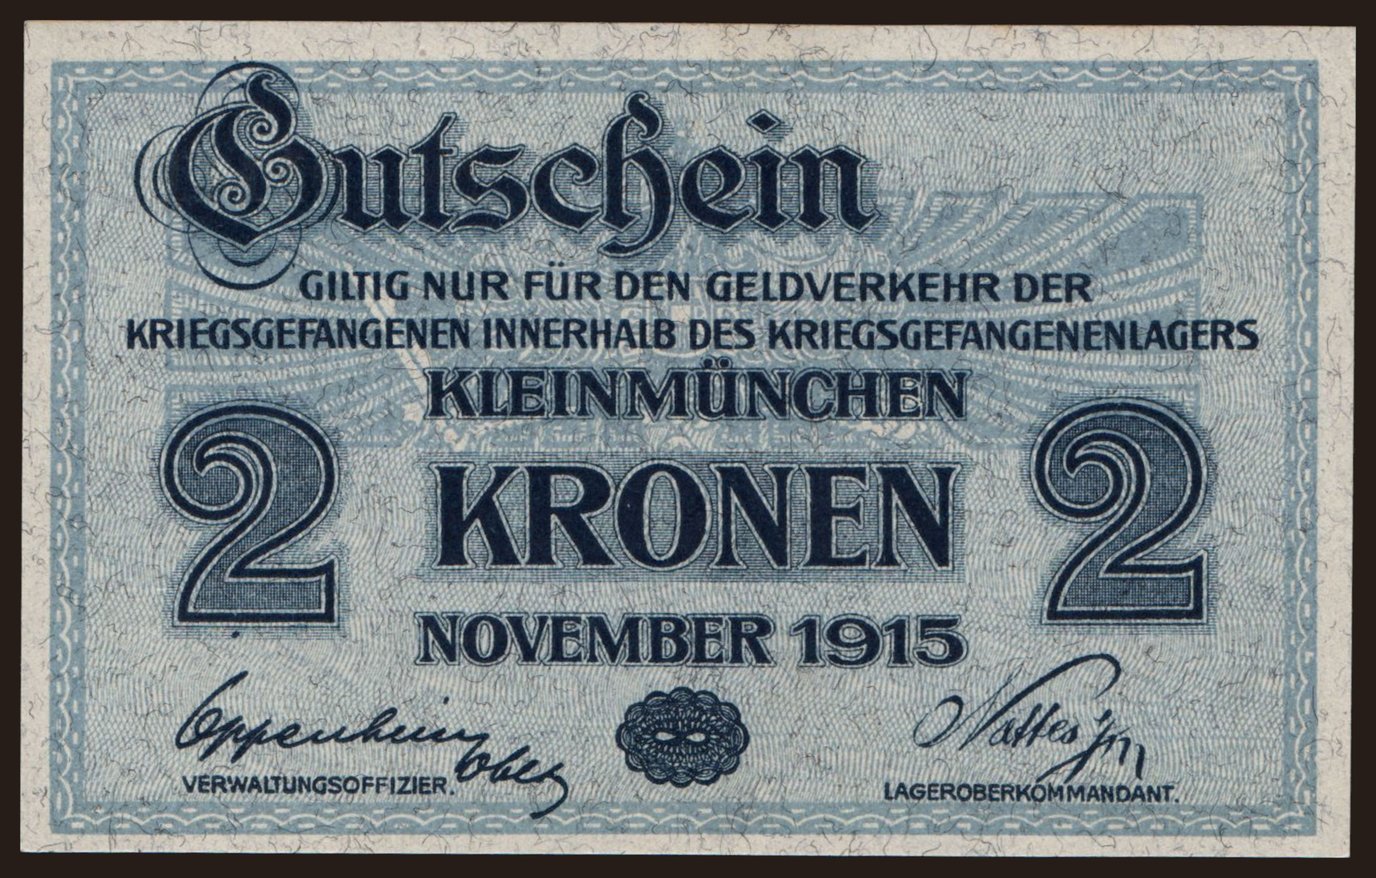 Gutschein
GILTIG NUR FÜR DEN GELDVERKEHR DER
KRIEGSGEFANGENEN INNERHALB DES KRIEGSGEFANGENENLAGERS
KLEINMÜNCHEN
2 KRONEN 2
NOVEMBER 1915
Oppenheim
VERWALTUNGSOFFIZIER.
LAGEROBERKOMMANDANT.